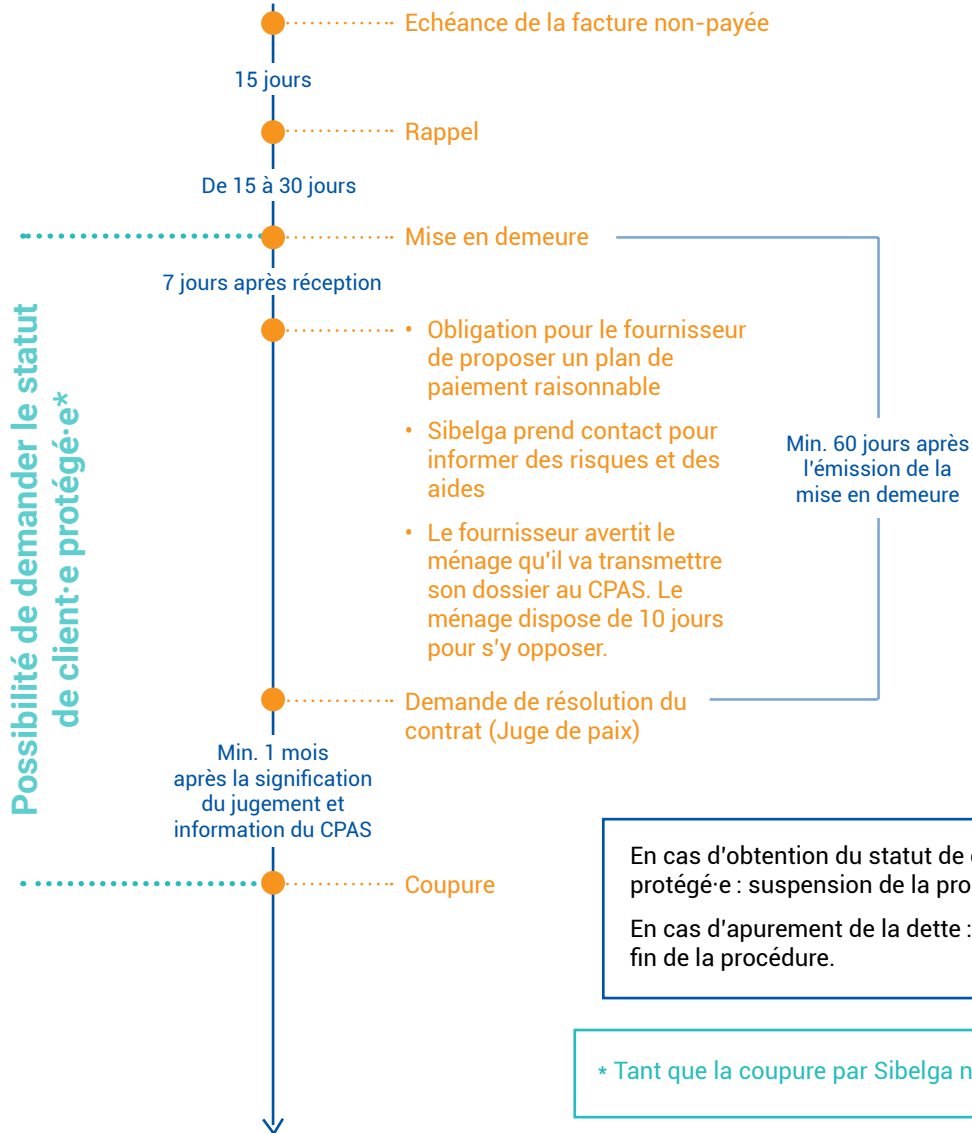 Echéance de la facture non-payée
15 jours
Rappel
De 15 à 30 jours
Mise en demeure
7 jours après réception
• Obligation pour le fournisseur
de proposer un plan de
paiement raisonnable
• Sibelga prend contact pour
informer des risques et des
aides
• Le fournisseur avertit le
ménage qu'il va transmettre
son dossier au CPAS. Le
ménage dispose de 10 jours
pour s'y opposer.
Min. 60 jours après
l'émission de la
mise en demeure
Possibilité de demander le statut
de client·e protégé·e*
Demande de résolution du
contrat (Juge de paix)
Min. 1 mois
après la signification
du jugement et
information du CPAS
Coupure
En cas d'obtention du statut de
protégé·e : suspension de la
En cas d'apurement de la dette :
fin de la procédure.
* Tant que la coupure par Sibelga